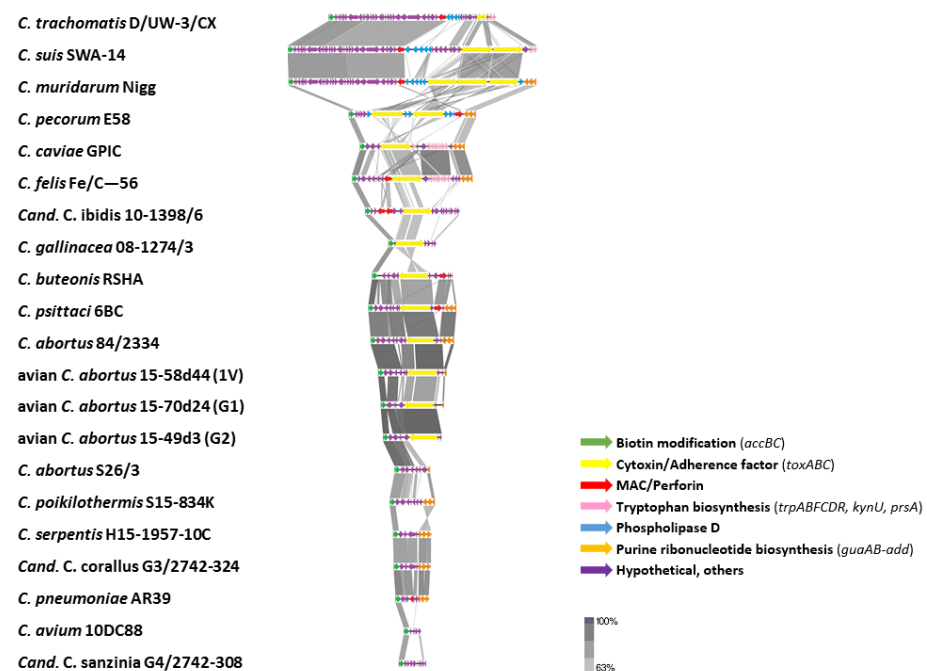 C. trachomatis D/UW-3/CX
C. suis SWA-14
C. muridarum Nigg
C. pecorum E58
C. caviae GPIC
C. felis Fe/C—56
Cand. C. ibidis 10-1398/6
C. gallinacea 08-1274/3
C. buteonis RSHA
C. psittaci 6BC
C. abortus 84/2334
avian C. abortus 15-58d44 (1V)
avian C. abortus 15-70d24 (G1)
avian C. abortus 15-49d3 (G2)
C. abortus S26/3
C. poikilothermis S15-834K
C. serpentis H15-1957-10C
Cand. C. corallus G3/2742-324
C. pneumoniae AR39
C. avium 10DC88
Cand. C. sanzinia G4/2742-308
Biotin modification (accBC)
Cytoxin/Adherence factor (toxABC)
MAC/Perforin
Tryptophan biosynthesis (trpABFCDR, kynU, prsA)
Phospholipase D
Purine ribonucleotide biosynthesis (guaAB-add)
Hypothetical, others
100%
63%